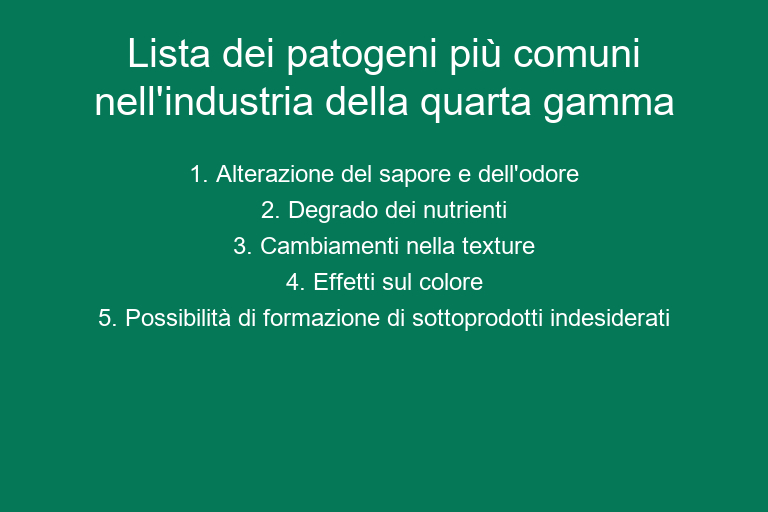 Lista dei patogeni più comuni
nell'industria della quarta gamma
1. Alterazione del sapore e dell'odore
2. Degrado dei nutrienti
3. Cambiamenti nella texture
4. Effetti sul colore
5. Possibilità di formazione di sottoprodotti indesiderati